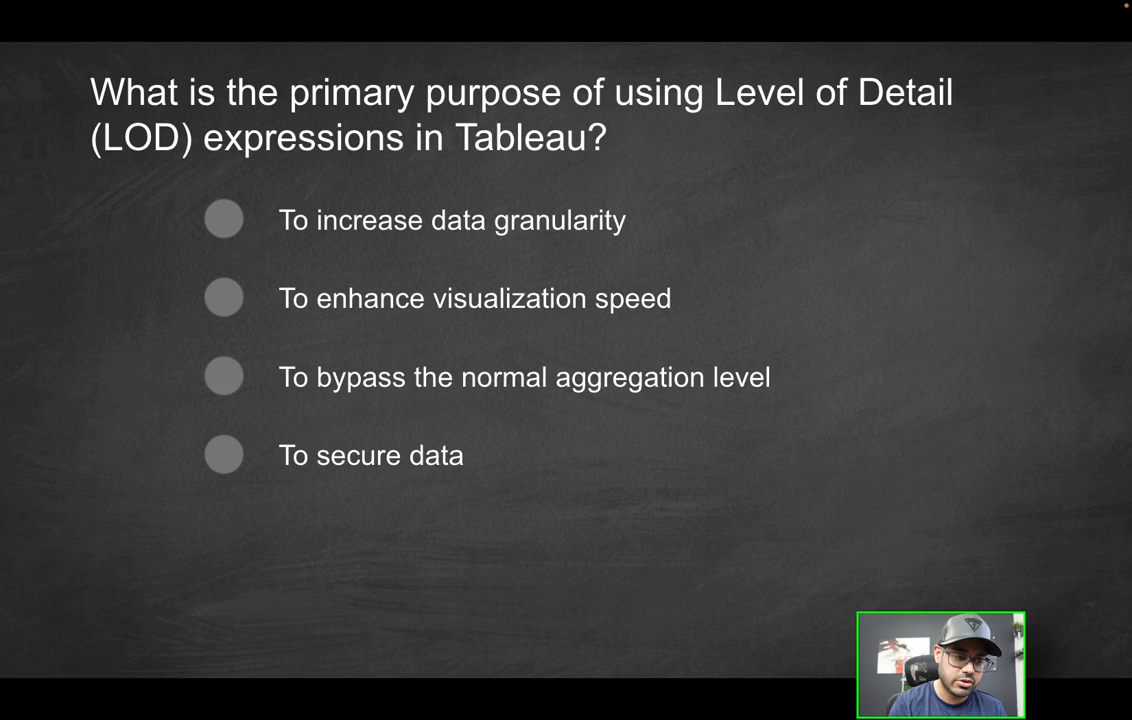 What is the primary purpose of using Level of Detail
(LOD) expressions in Tableau?
To increase data granularity
To enhance visualization speed
To bypass the normal aggregation level
To secure data